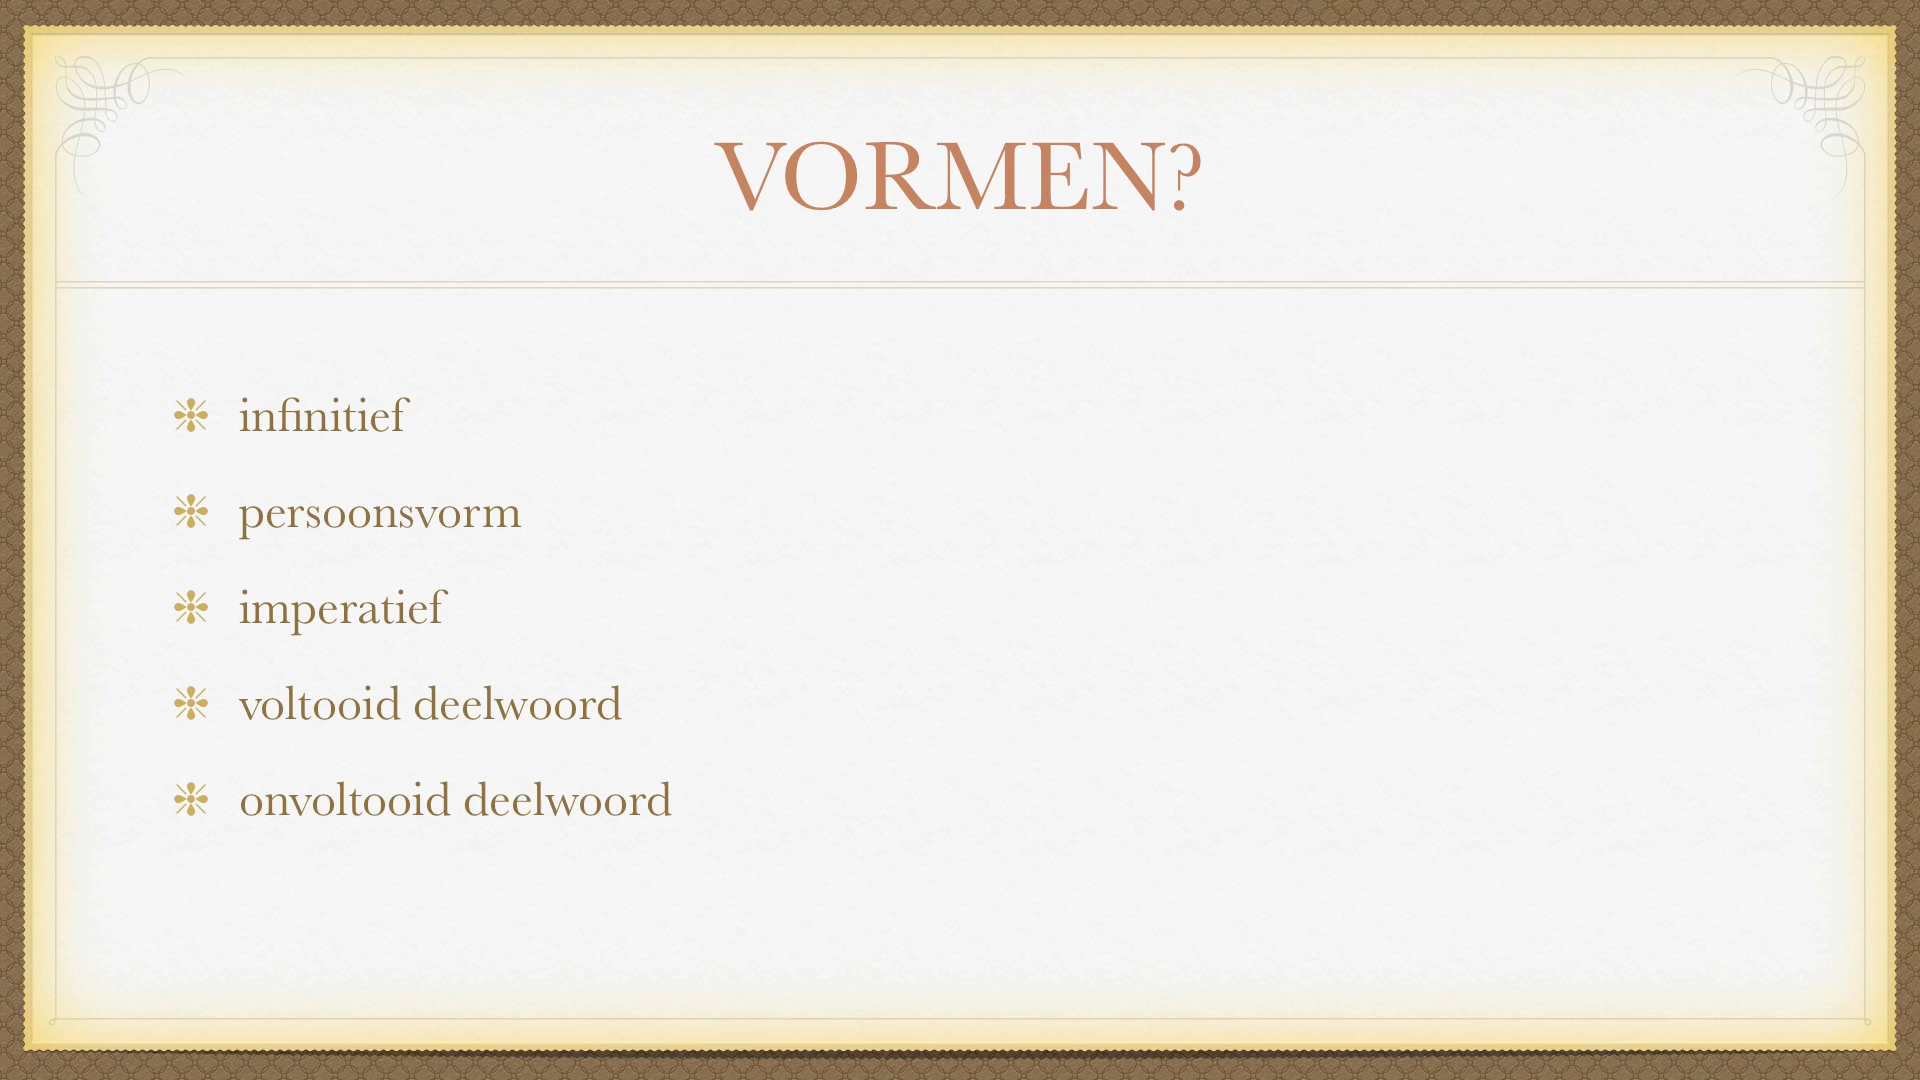 VORMEN?
infinitief
persoonsvorm
imperatief
voltooid deelwoord
onvoltooid deelwoord